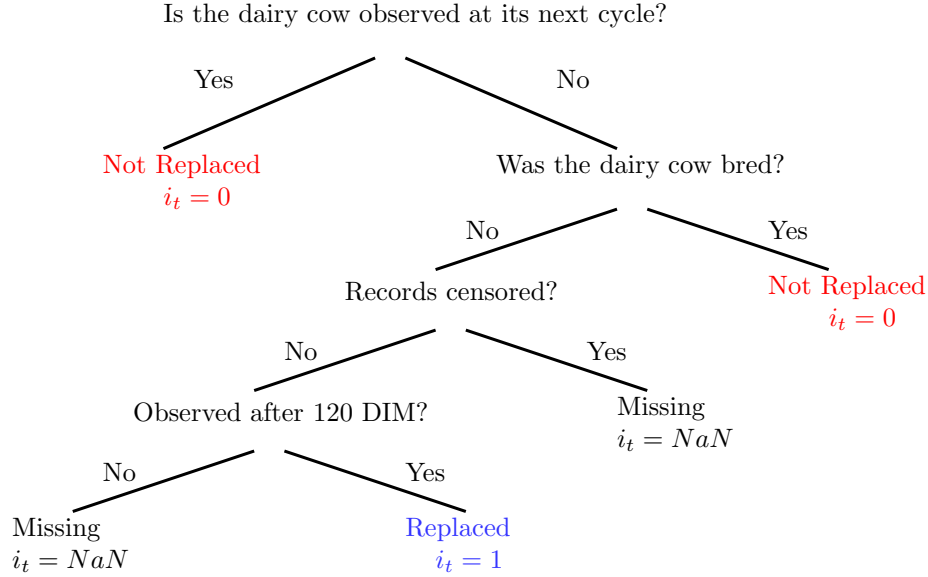 Is the dairy cow observed at its next cycle?
Yes
No
Not Replaced
i_t = 0
Was the dairy cow bred?
No
Yes
Records censored?
Not Replaced
i_t = 0
No
Yes
Observed after 120 DIM?
Missing
i_t = NaN
No
Yes
Missing
i_t = NaN
Replaced
i_t = 1